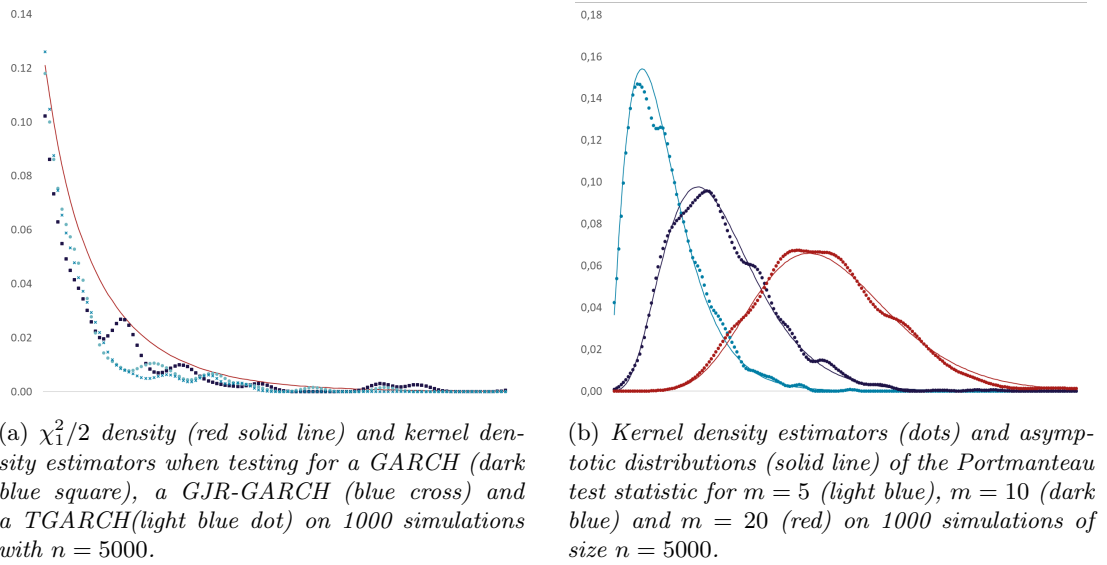 0.14
0.12
0.10
0.08
0.06
0.04
0.02
0.00
0,18
0,16
0,14
0,12
0,10
0,08
0,06
0,04
0,02
0,00
(a) χ₁²/2 density (red solid line) and kernel den-
sity estimators when testing for a GARCH (dark
blue square), a GJR-GARCH (blue cross) and
a TGARCH(light blue dot) on 1000 simulations
with n = 5000.
(b) Kernel density estimators (dots) and asymp-
totic distributions (solid line) of the Portmanteau
test statistic for m = 5 (light blue), m = 10 (dark
blue) and m = 20 (red) on 1000 simulations of
size n = 5000.